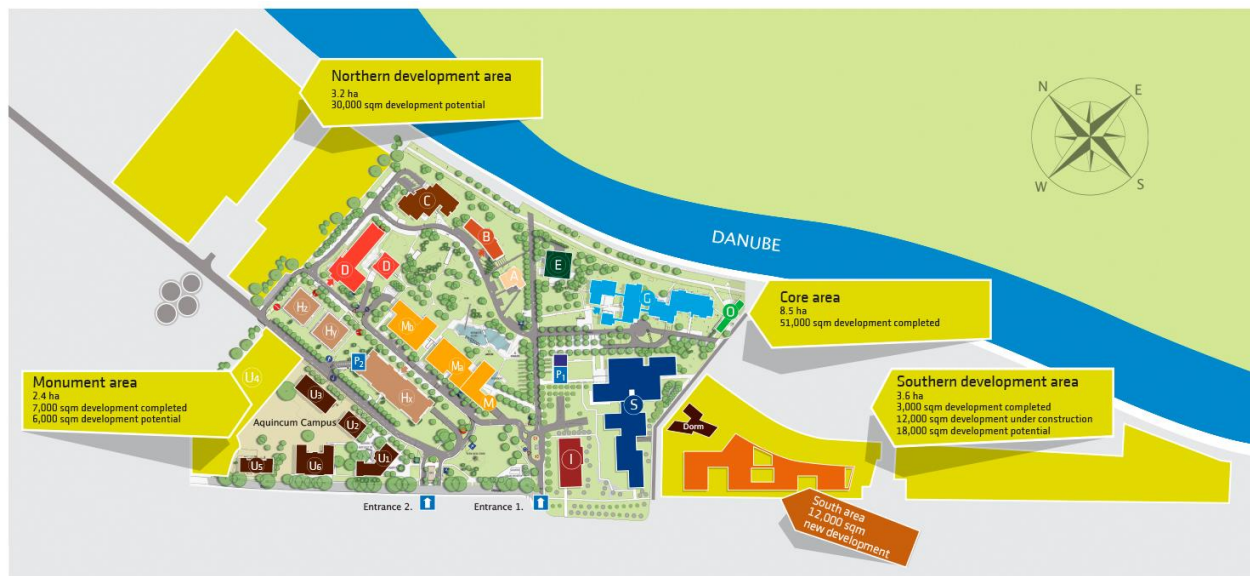 Northern development area
3.2 ha
30,000 sqm development potential
N
E
W
S
DANUBE
C
B
E
A
D
D
G
O
Core area
8.5 ha
51,000 sqm development completed
Hz
Hy
Mb
Ma
M
Hx
P2
P1
S
I
Monument area
2.4 ha
7,000 sqm development completed
6,000 sqm development potential
U4
U3
Aquincum Campus
U2
U1
U5
U6
Southern development area
3.6 ha
3,000 sqm development completed
12,000 sqm development under construction
18,000 sqm development potential
Dorm
South area
12,000 sqm
new development
Entrance 2.
Entrance 1.